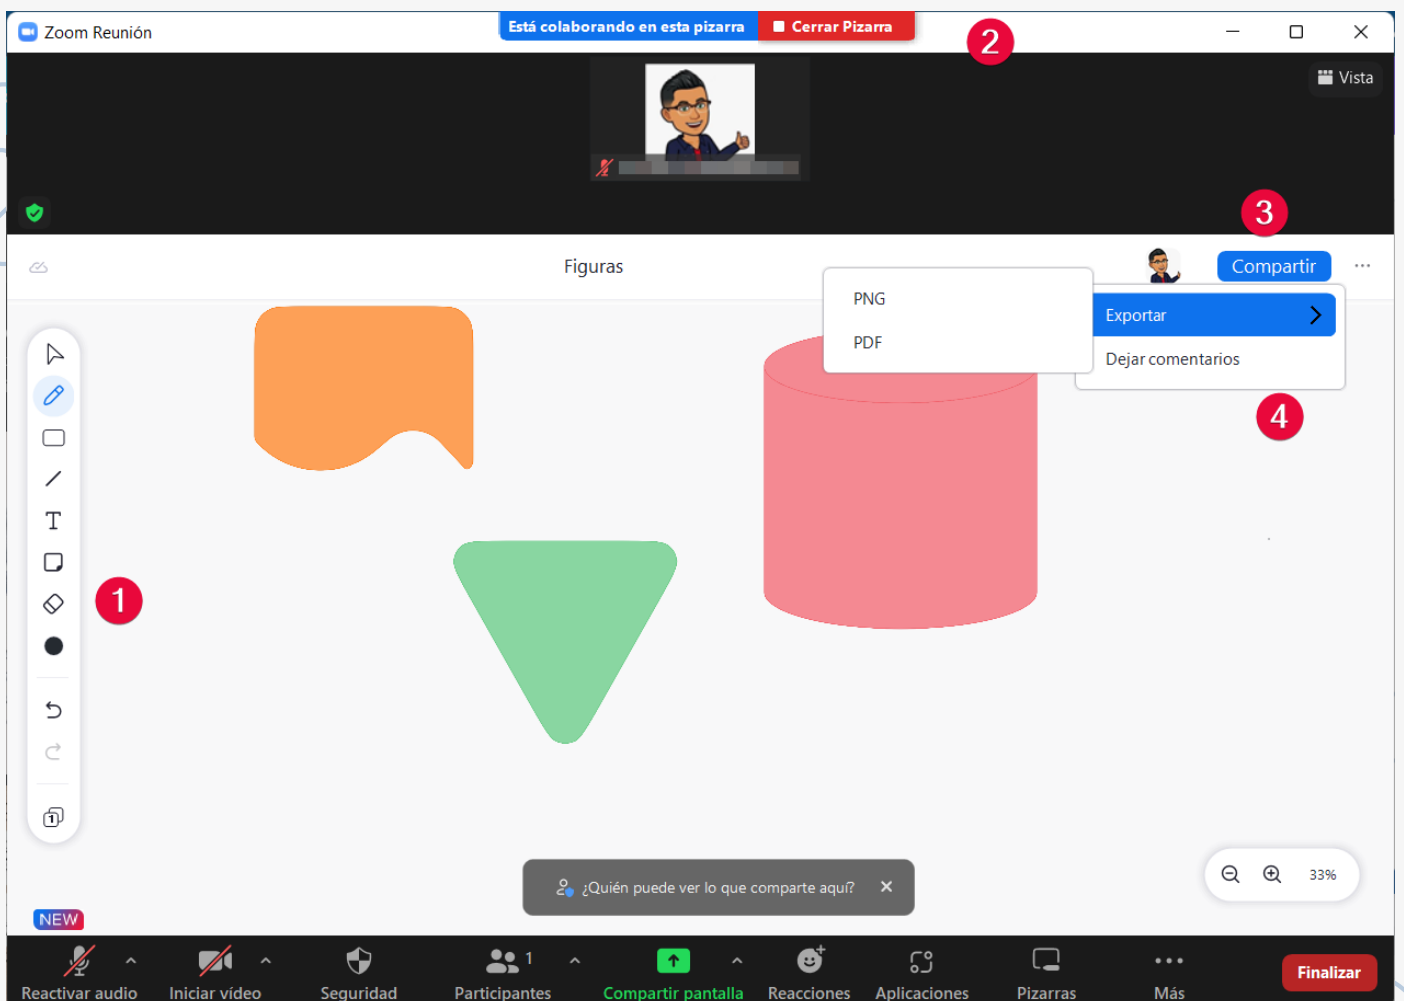 Zoom Reunión
Está colaborando en esta pizarra
Cerrar Pizarra
2
Vista
3
Figuras
Compartir
PNG
PDF
Exportar
Dejar comentarios
4
T
1
1
¿Quién puede ver lo que comparte aquí?
33%
NEW
1
Reactivar audio
Iniciar vídeo
Seguridad
Participantes
Compartir pantalla
Reacciones
Aplicaciones
Pizarras
Más
Finalizar